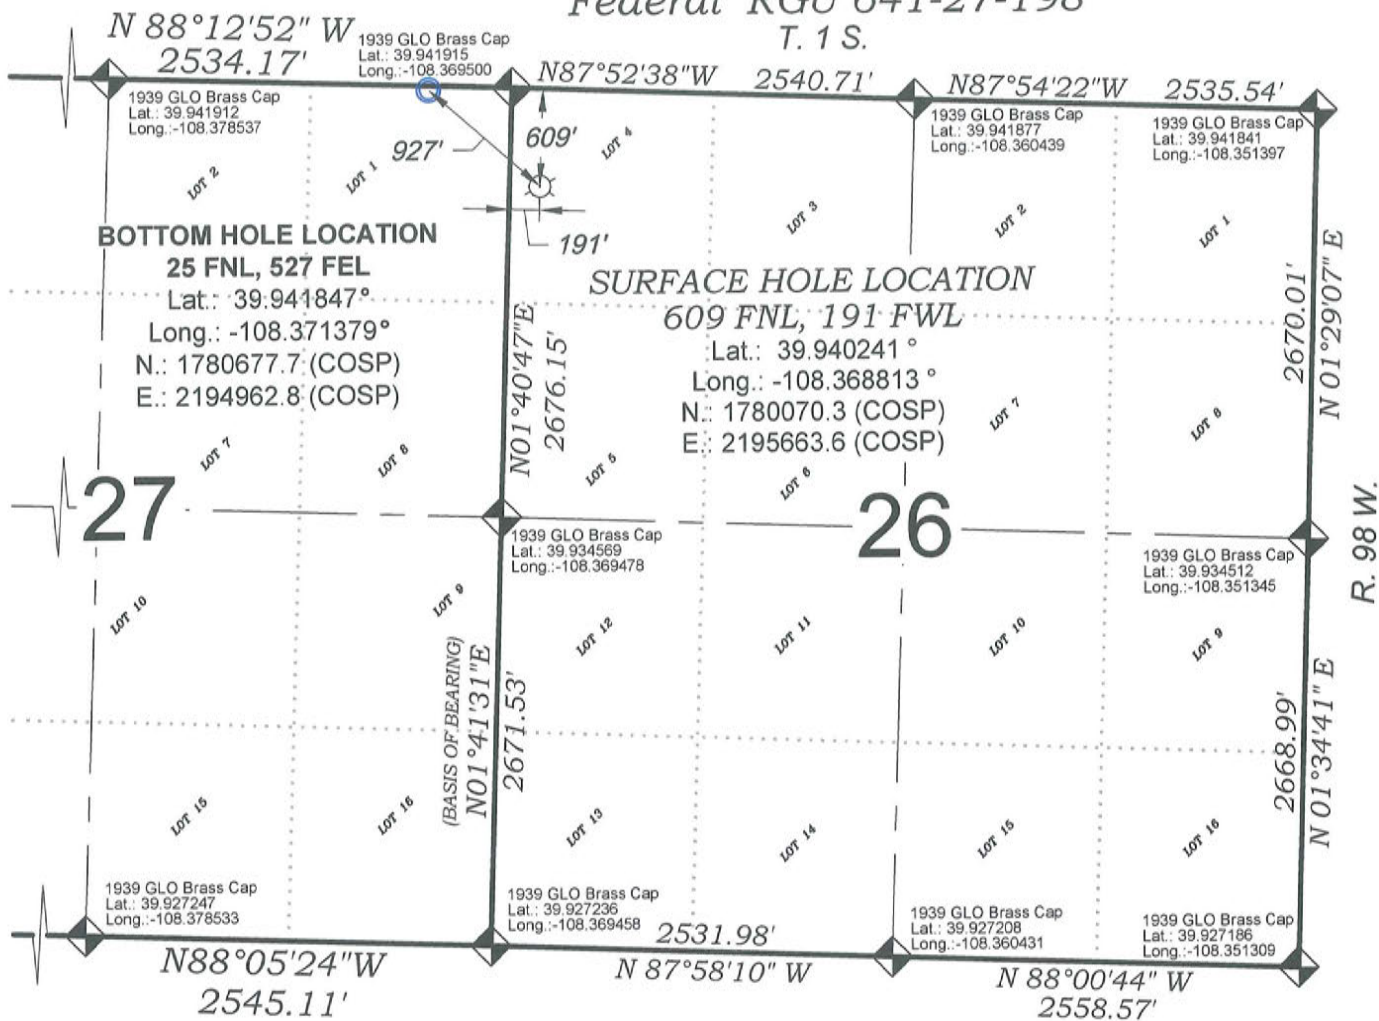 Federal RGU 641-27-198
T. 1 S.
N 88°12'52" W
2534.17'
1939 GLO Brass Cap
Lat.: 39.941915
Long.:-108.369500
N87°52'38"W 2540.71'
N87°54'22"W 2535.54'
1939 GLO Brass Cap
Lat.: 39.941912
Long.:-108.378537
1939 GLO Brass Cap
Lat.: 39.941877
Long.:-108.360439
1939 GLO Brass Cap
Lat.: 39.941841
Long.:-108.351397
927'
609'
191'
LOT 2
LOT 1
LOT 4
LOT 3
LOT 2
LOT 1
BOTTOM HOLE LOCATION
25 FNL, 527 FEL
Lat.: 39.941847°
Long.: -108.371379°
N.: 1780677.7 (COSP)
E.: 2194962.8 (COSP)
SURFACE HOLE LOCATION
609 FNL, 191 FWL
Lat.: 39.940241 °
Long.: -108.368813 °
N.: 1780070.3 (COSP)
E.: 2195663.6 (COSP)
N01°40'47"E
2676.15'
2670.01'
N 01°29'07" E
LOT 7
LOT 8
LOT 5
LOT 6
LOT 7
LOT 8
27
26
R. 98 W.
1939 GLO Brass Cap
Lat.: 39.934569
Long.:-108.369478
1939 GLO Brass Cap
Lat.: 39.934512
Long.:-108.351345
LOT 10
LOT 9
LOT 12
LOT 11
LOT 10
LOT 9
(BASIS OF BEARING)
N01°41'31"E
2671.53'
2668.99'
N 01°34'41" E
LOT 15
LOT 16
LOT 13
LOT 14
LOT 15
LOT 16
1939 GLO Brass Cap
Lat.: 39.927247
Long.:-108.378533
1939 GLO Brass Cap
Lat.: 39.927236
Long.:-108.369458
1939 GLO Brass Cap
Lat.: 39.927208
Long.:-108.360431
1939 GLO Brass Cap
Lat.: 39.927186
Long.:-108.351309
N88°05'24"W
2545.11'
2531.98'
N 87°58'10" W
N 88°00'44" W
2558.57'